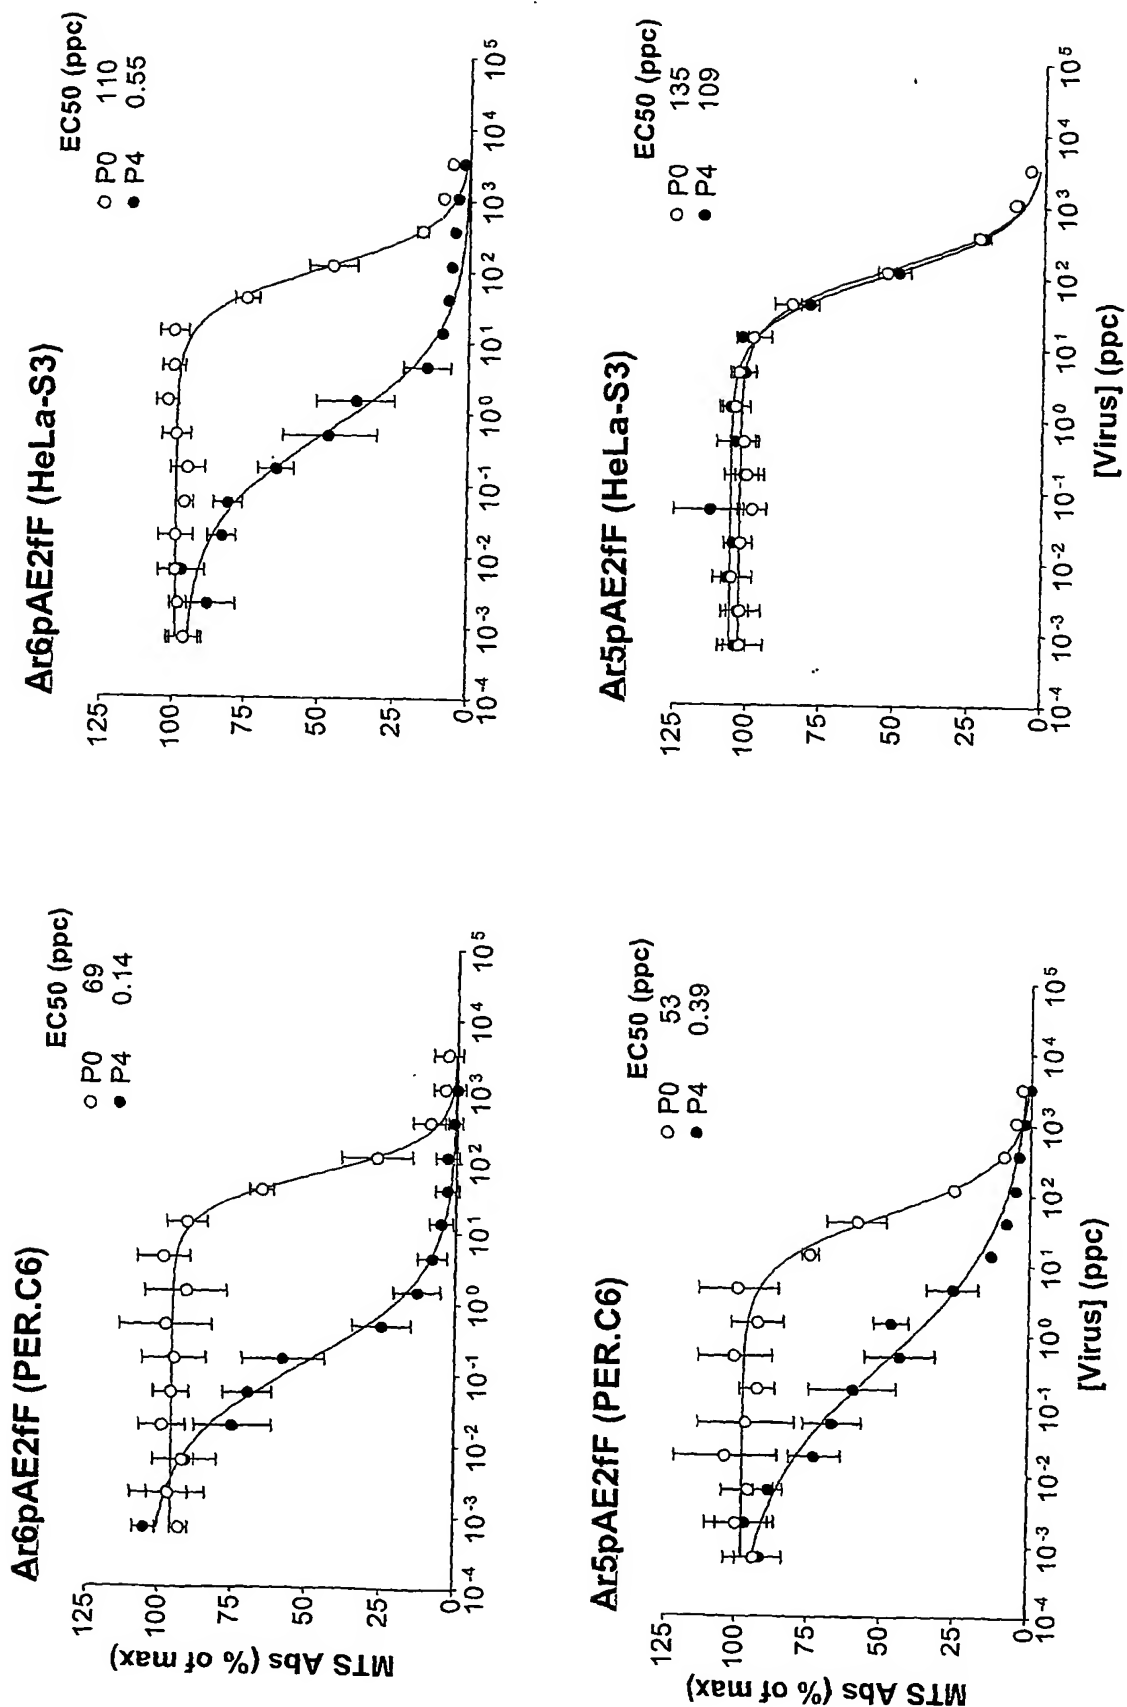 Ar6pAE2fF (PER.C6)
EC50 (ppc)
P0 69
P4 0.14
MTS Abs (% of max)
125
100
75
50
25
0
10-4 10-3 10-2 10-1 100 101 102 103 104 105
Ar6pAE2fF (HeLa-S3)
EC50 (ppc)
P0 110
P4 0.55
125
100
75
50
25
0
10-4 10-3 10-2 10-1 100 101 102 103 104 105
Ar5pAE2fF (PER.C6)
EC50 (ppc)
P0 53
P4 0.39
MTS Abs (% of max)
125
100
75
50
25
0
10-4 10-3 10-2 10-1 100 101 102 103 104 105
[Virus] (ppc)
Ar5pAE2fF (HeLa-S3)
EC50 (ppc)
P0 135
P4 109
125
100
75
50
25
0
10-4 10-3 10-2 10-1 100 101 102 103 104 105
[Virus] (ppc)